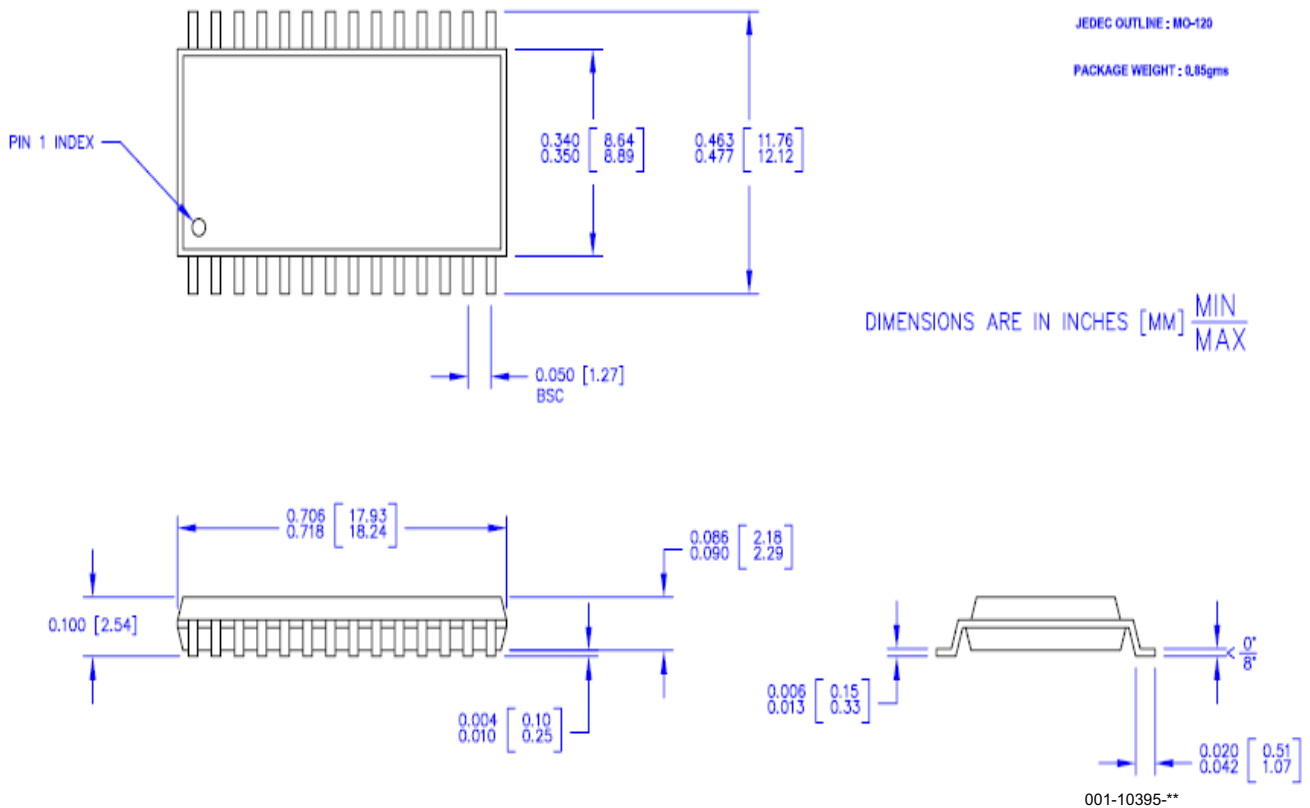 JEDEC OUTLINE : MO-120
PACKAGE WEIGHT : 0.85gms
PIN 1 INDEX
0.340 [ 8.64 ]
0.350 [ 8.89 ]
0.463 [ 11.76 ]
0.477 [ 12.12 ]
DIMENSIONS ARE IN INCHES [MM] MIN
MAX
0.050 [1.27]
BSC
0.706 [ 17.93 ]
0.718 [ 18.24 ]
0.086 [ 2.18 ]
0.090 [ 2.29 ]
0.100 [2.54]
0.004 [ 0.10 ]
0.010 [ 0.25 ]
0.006 [ 0.15 ]
0.013 [ 0.33 ]
< 0°
8°
0.020 [ 0.51 ]
0.042 [ 1.07 ]
001-10395-**